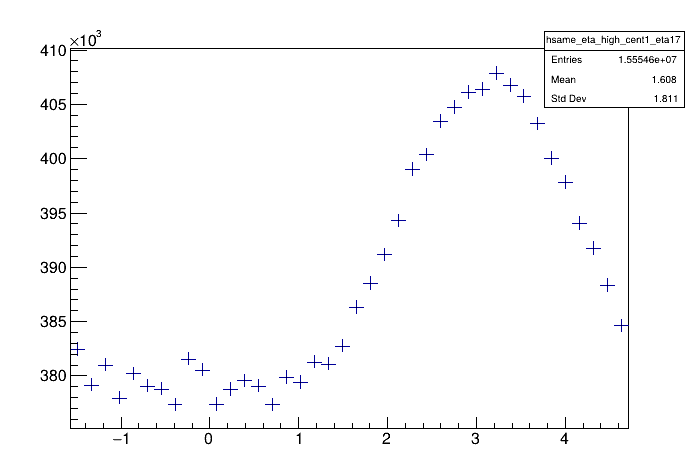 ×10³
hsame_eta_high_cent1_eta17
Entries 1.55546e+07
Mean 1.608
Std Dev 1.811
410
405
400
395
390
385
380
−1 0 1 2 3 4